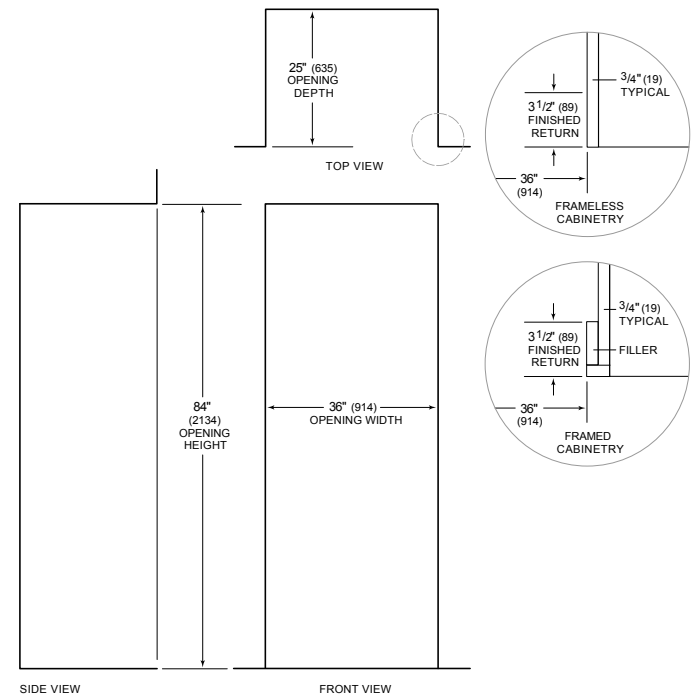 25" (635)
OPENING
DEPTH
TOP VIEW
3/4" (19)
TYPICAL
3 1/2" (89)
FINISHED
RETURN
36"
(914)
FRAMELESS
CABINETRY
3/4" (19)
TYPICAL
3 1/2" (89)
FINISHED
RETURN
FILLER
36"
(914)
FRAMED
CABINETRY
84"
(2134)
OPENING
HEIGHT
36" (914)
OPENING WIDTH
SIDE VIEW
FRONT VIEW